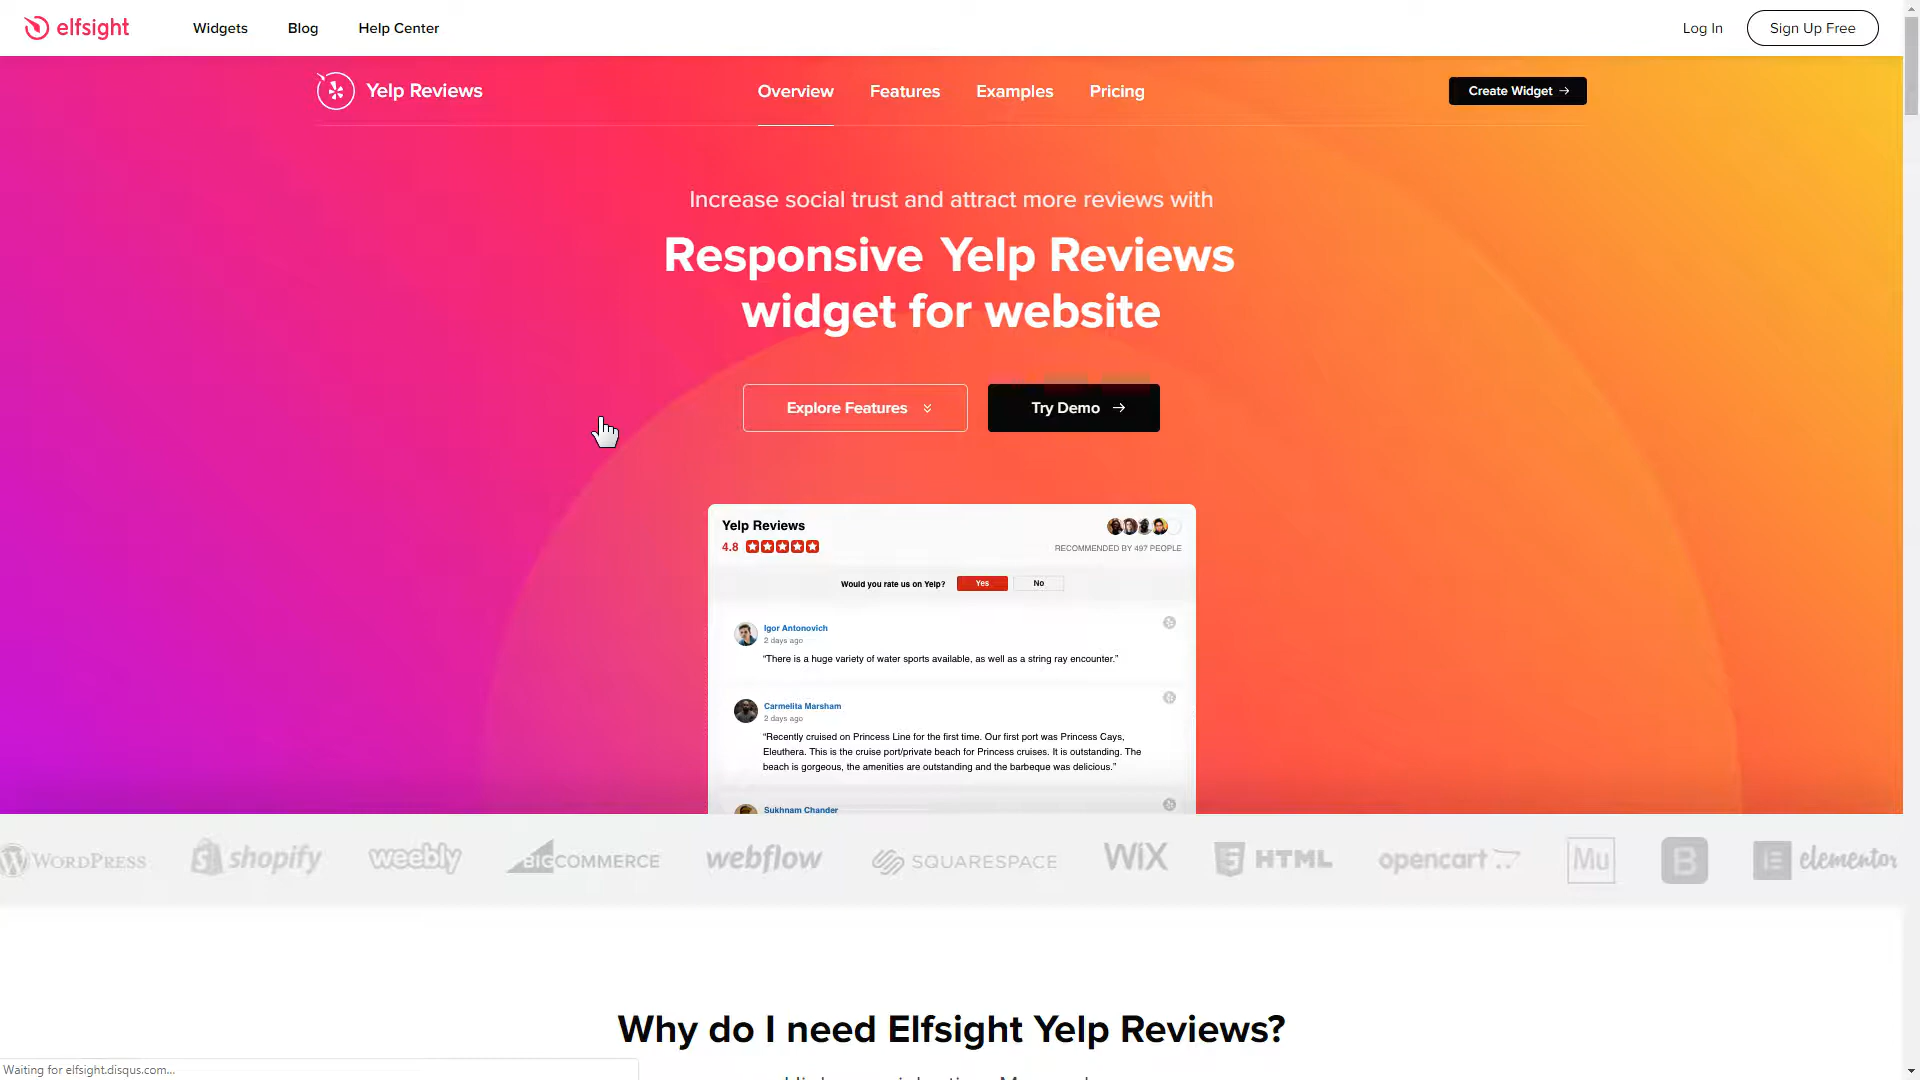 elfsight
Widgets
Blog
Help Center
Log In
Sign Up Free
Yelp Reviews
Overview
Features
Examples
Pricing
Create Widget
Increase social trust and attract more reviews with
Responsive Yelp Reviews
widget for website
Explore Features
Try Demo
Yelp Reviews
4.8
RECOMMENDED BY 497 PEOPLE
Would you rate us on Yelp?
Yes
No
Igor Antonovich
2 days ago
“There is a huge variety of water sports available, as well as a string ray encounter.”
Carmelita Marsham
2 days ago
“Recently cruised on Princess Line for the first time. Our first port was Princess Cays,
Eleuthera. This is the cruise port/private beach for Princess cruises. It is outstanding. The
beach is gorgeous, the amenities are outstanding and the barbeque was delicious.”
Sukhnam Chander
WORDPRESS
shopify
weebly
BIGCOMMERCE
webflow
SQUARESPACE
WiX
HTML
opencart
Mu
B
elementor
Why do I need Elfsight Yelp Reviews?
Waiting for elfsight.disqus.com...